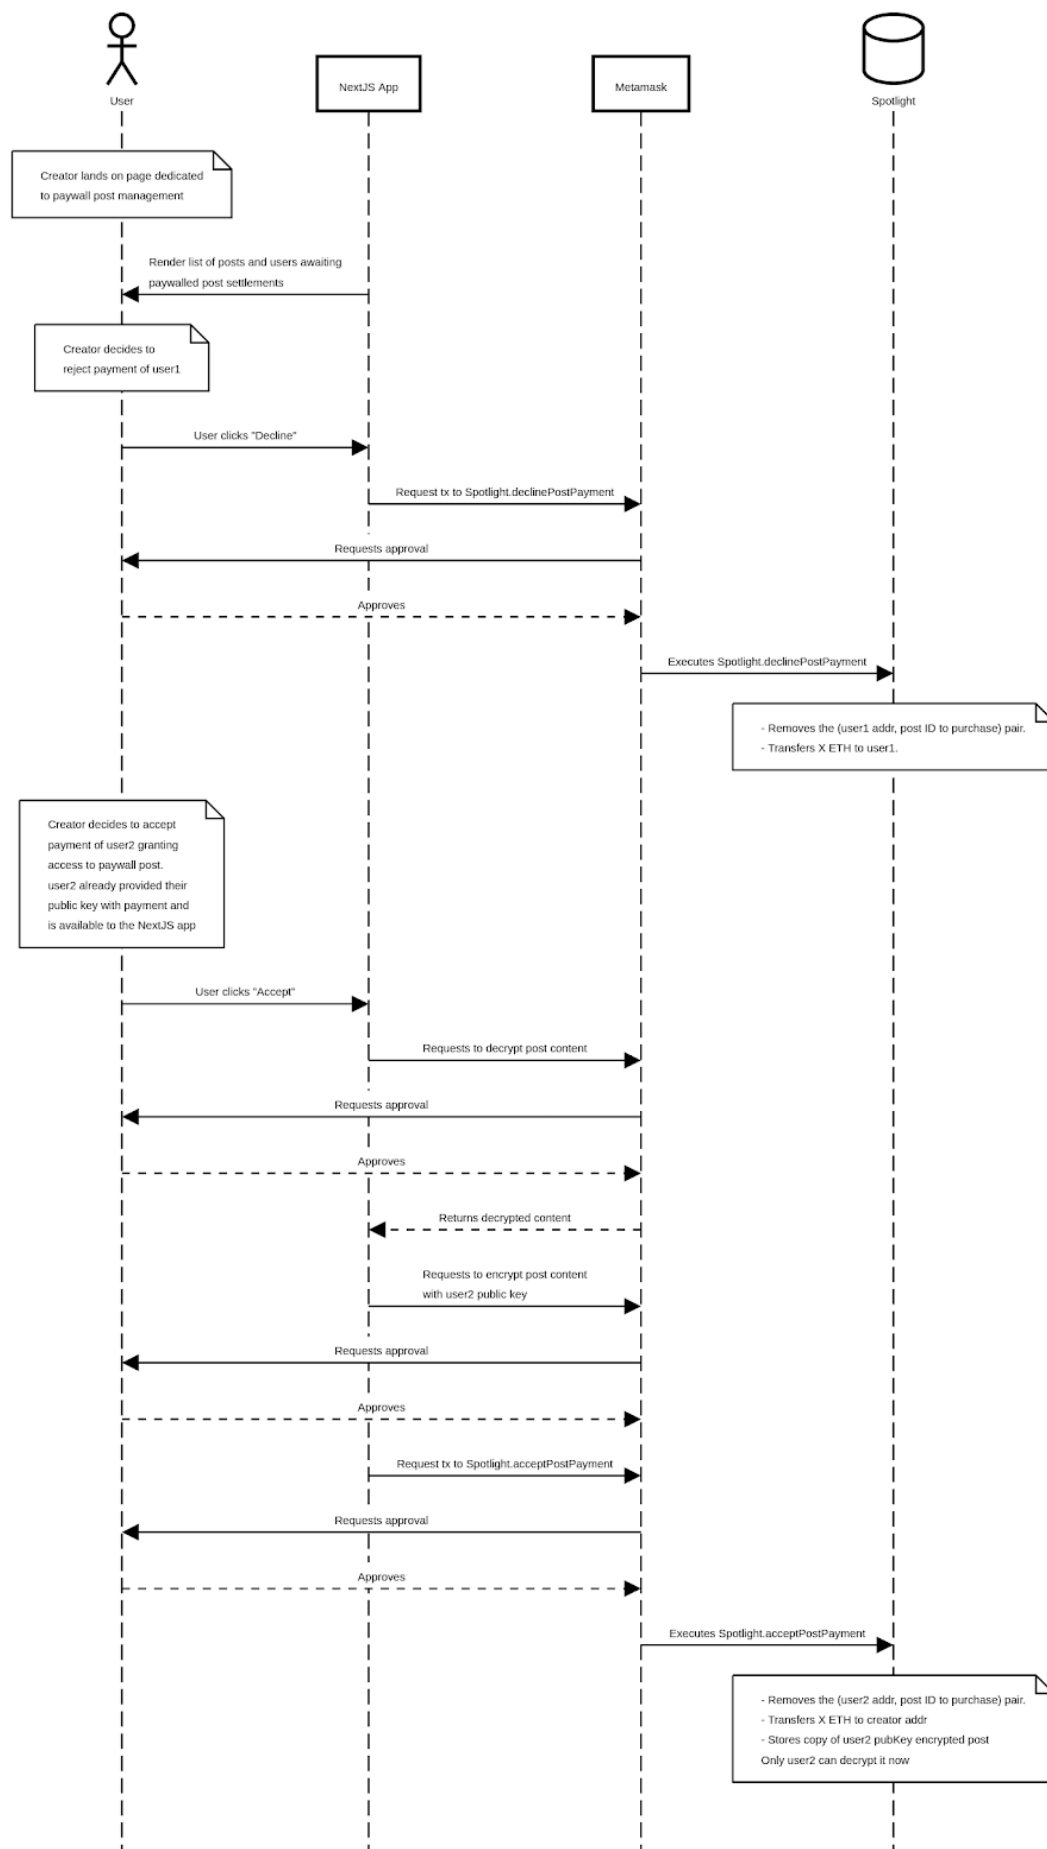 User
NextJS App
Metamask
Spotlight
Creator lands on page dedicated
to paywall post management
Render list of posts and users awaiting
paywalled post settlements
Creator decides to
reject payment of user1
User clicks "Decline"
Request tx to Spotlight.declinePostPayment
Requests approval
Approves
Executes Spotlight.declinePostPayment
- Removes the (user1 addr, post ID to purchase) pair.
- Transfers X ETH to user1.
Creator decides to accept
payment of user2 granting
access to paywall post.
user2 already provided their
public key with payment and
is available to the NextJS app
User clicks "Accept"
Requests to decrypt post content
Requests approval
Approves
Returns decrypted content
Requests to encrypt post content
with user2 public key
Requests approval
Approves
Request tx to Spotlight.acceptPostPayment
Requests approval
Approves
Executes Spotlight.acceptPostPayment
- Removes the (user2 addr, post ID to purchase) pair.
- Transfers X ETH to creator addr
- Stores copy of user2 pubKey encrypted post
Only user2 can decrypt it now